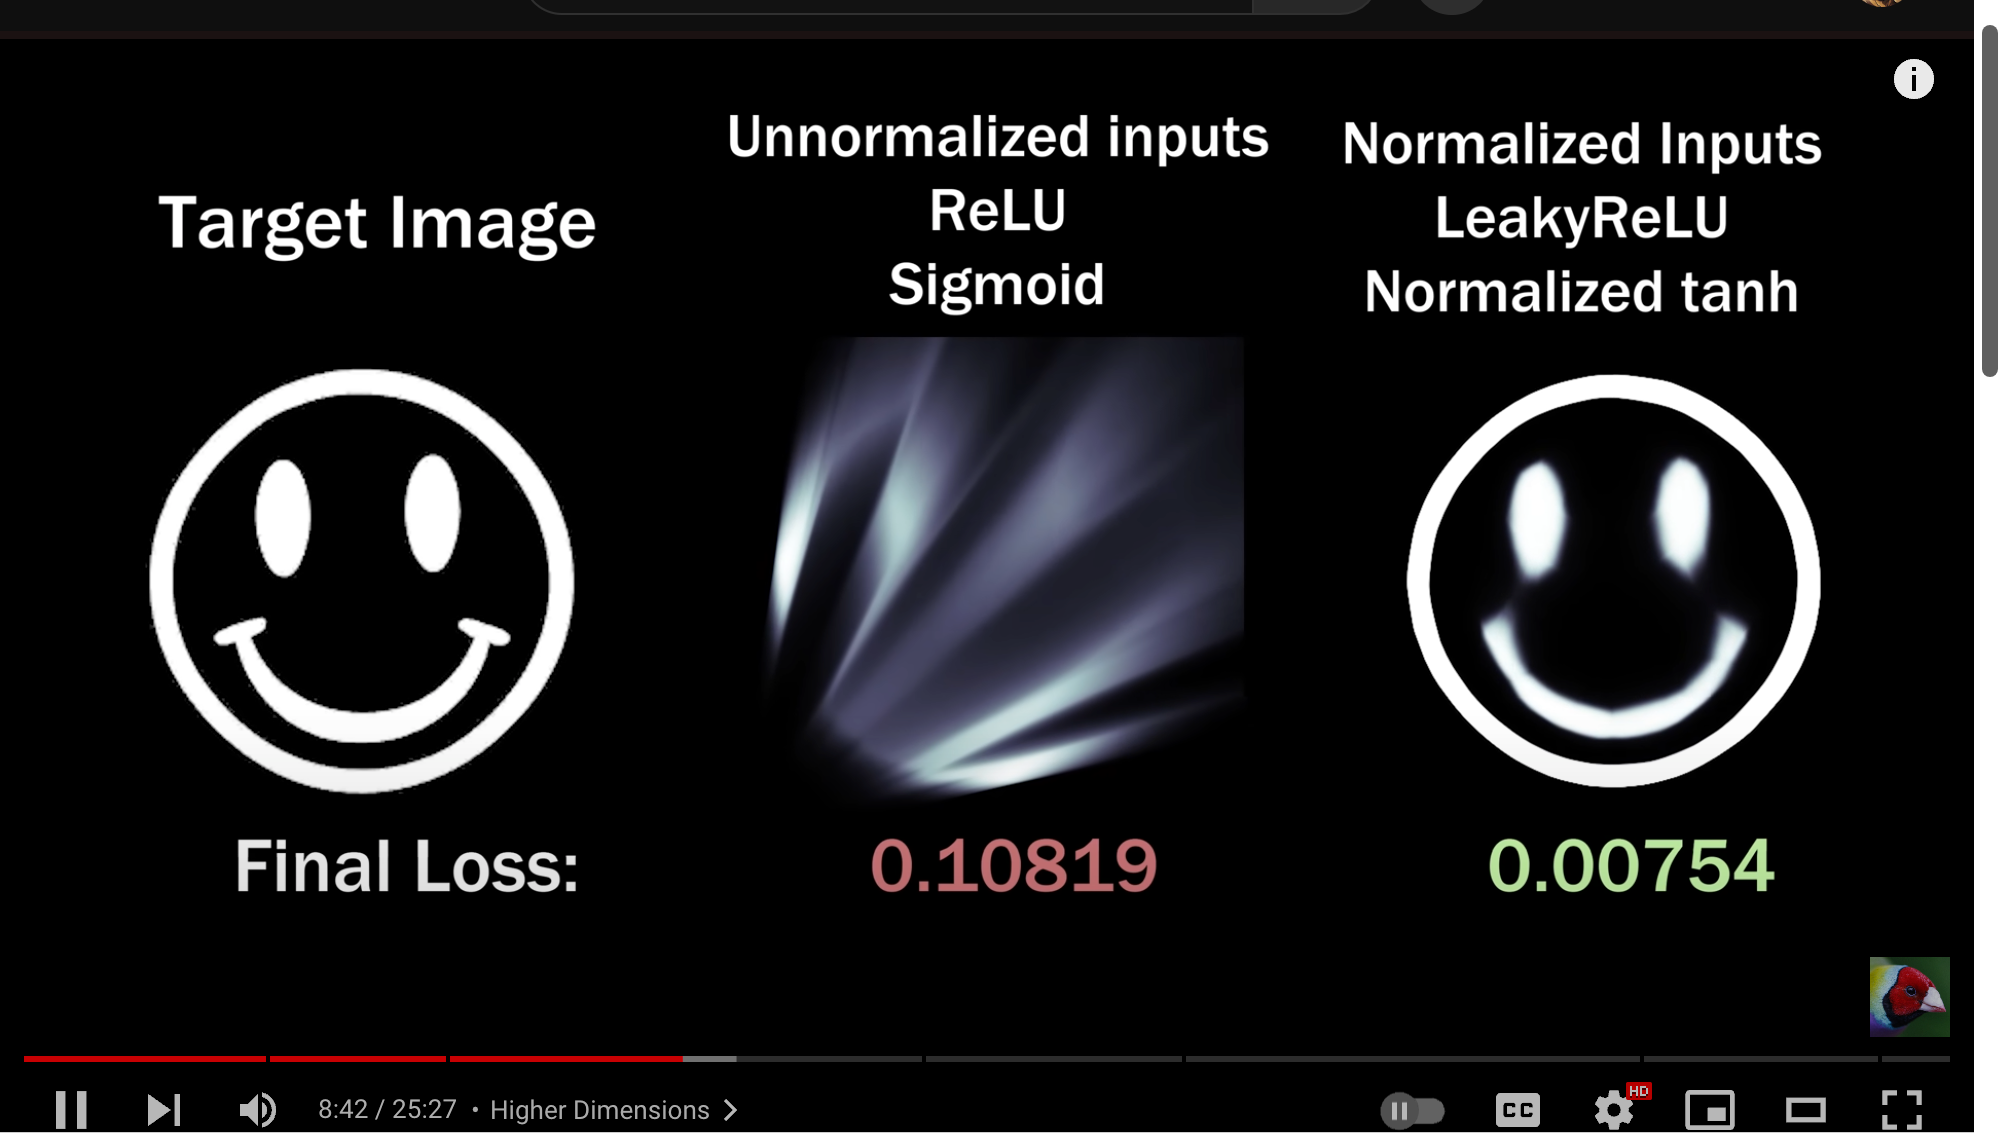 Target Image
Unnormalized inputs
ReLU
Sigmoid
Normalized Inputs
LeakyReLU
Normalized tanh
Final Loss:
0.10819
0.00754
8:42 / 25:27 • Higher Dimensions
CC
HD